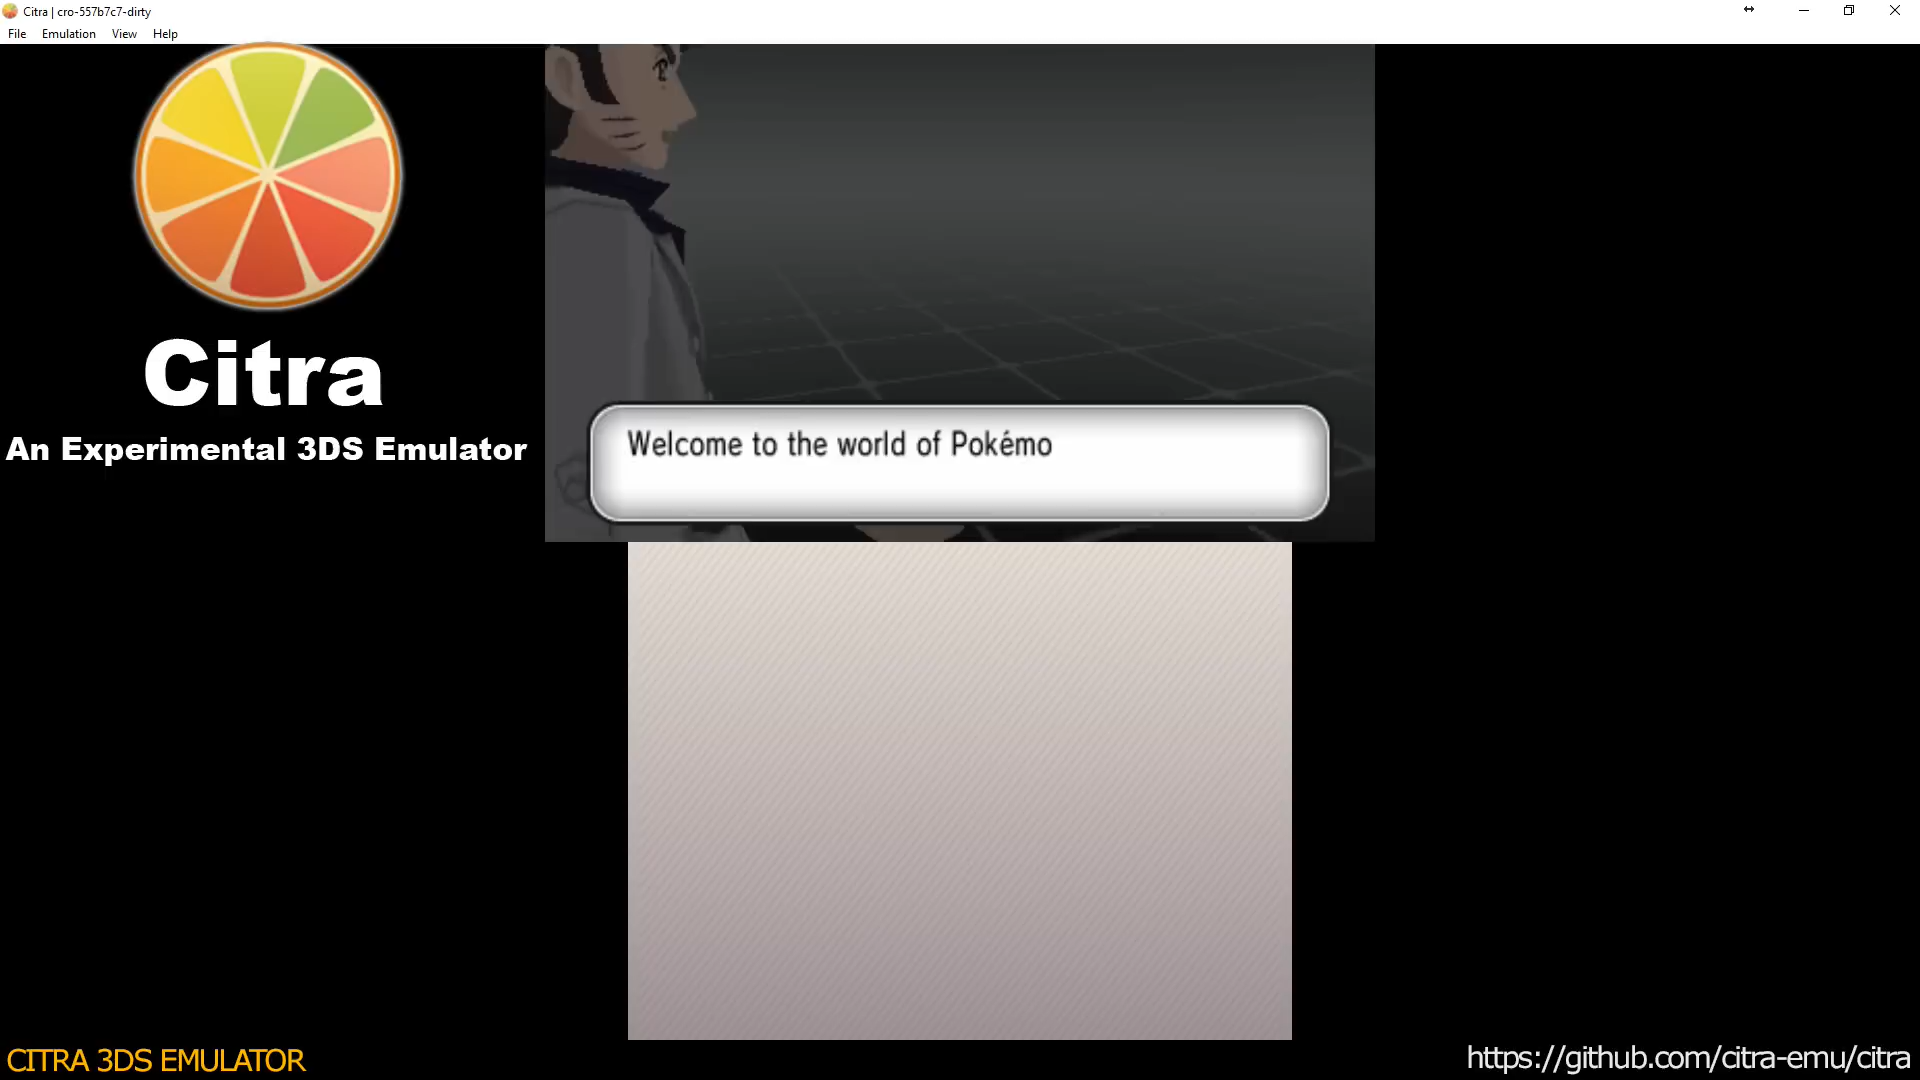 Citra | cro-557b7c7-dirty
File Emulation View Help
Citra
An Experimental 3DS Emulator
Welcome to the world of Pokémo
CITRA 3DS EMULATOR
https://github.com/citra-emu/citra